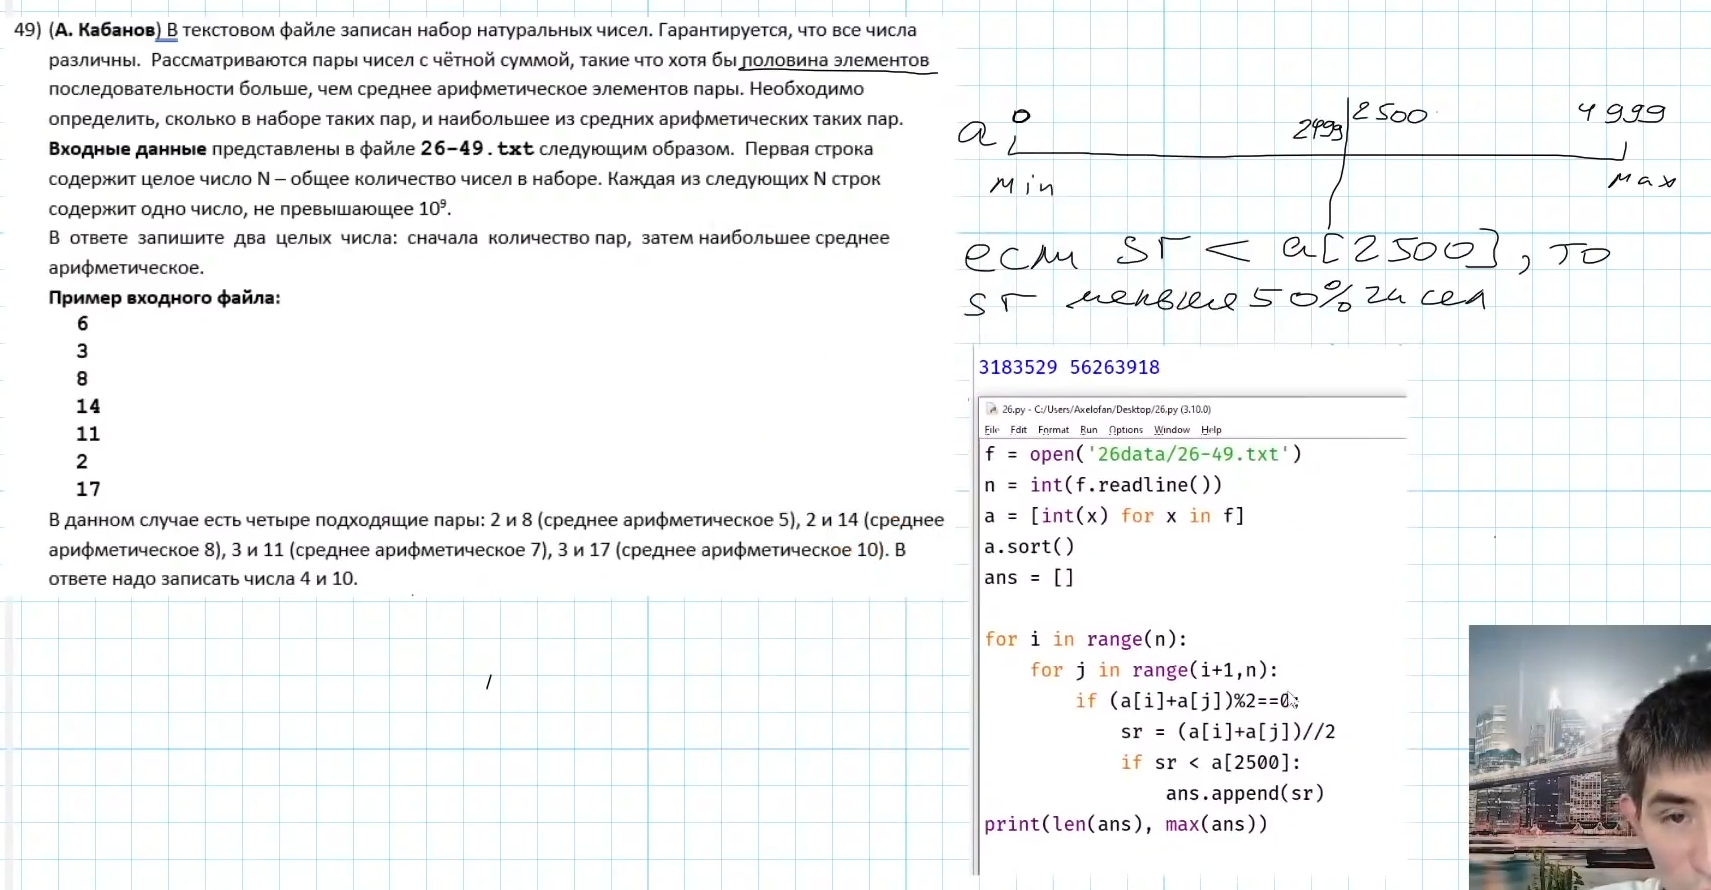 49) (А. Кабанов) В текстовом файле записан набор натуральных чисел. Гарантируется, что все числа
различны. Рассматриваются пары чисел с чётной суммой, такие что хотя бы половина элементов
последовательности больше, чем среднее арифметическое элементов пары. Необходимо
определить, сколько в наборе таких пар, и наибольшее из средних арифметических таких пар.
Входные данные представлены в файле 26-49.txt следующим образом. Первая строка
содержит целое число N – общее количество чисел в наборе. Каждая из следующих N строк
содержит одно число, не превышающее 10⁹.
В ответе запишите два целых числа: сначала количество пар, затем наибольшее среднее
арифметическое.
Пример входного файла:
6
3
8
14
11
2
17
В данном случае есть четыре подходящие пары: 2 и 8 (среднее арифметическое 5), 2 и 14 (среднее
арифметическое 8), 3 и 11 (среднее арифметическое 7), 3 и 17 (среднее арифметическое 10). В
ответе надо записать числа 4 и 10.
a 0 2499 2500 4999
min max
если sr < a[2500], то
sr меньше 50% чисел
3183529 56263918
26.py - C:/Users/Axelofan/Desktop/26.py (3.10.0)
File Edit Format Run Options Window Help
f = open('26data/26-49.txt')
n = int(f.readline())
a = [int(x) for x in f]
a.sort()
ans = []
for i in range(n):
    for j in range(i+1,n):
        if (a[i]+a[j])%2==0:
            sr = (a[i]+a[j])//2
            if sr < a[2500]:
                ans.append(sr)
print(len(ans), max(ans))